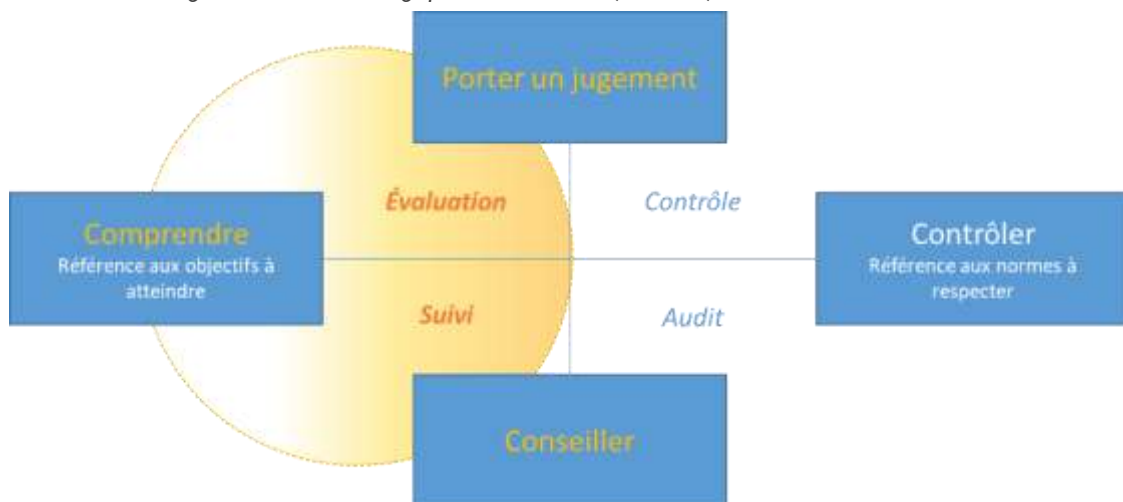 Porter un jugement
Évaluation
Contrôle
Comprendre
Référence aux objectifs à
atteindre
Contrôler
Référence aux normes à
respecter
Suivi
Audit
Conseiller